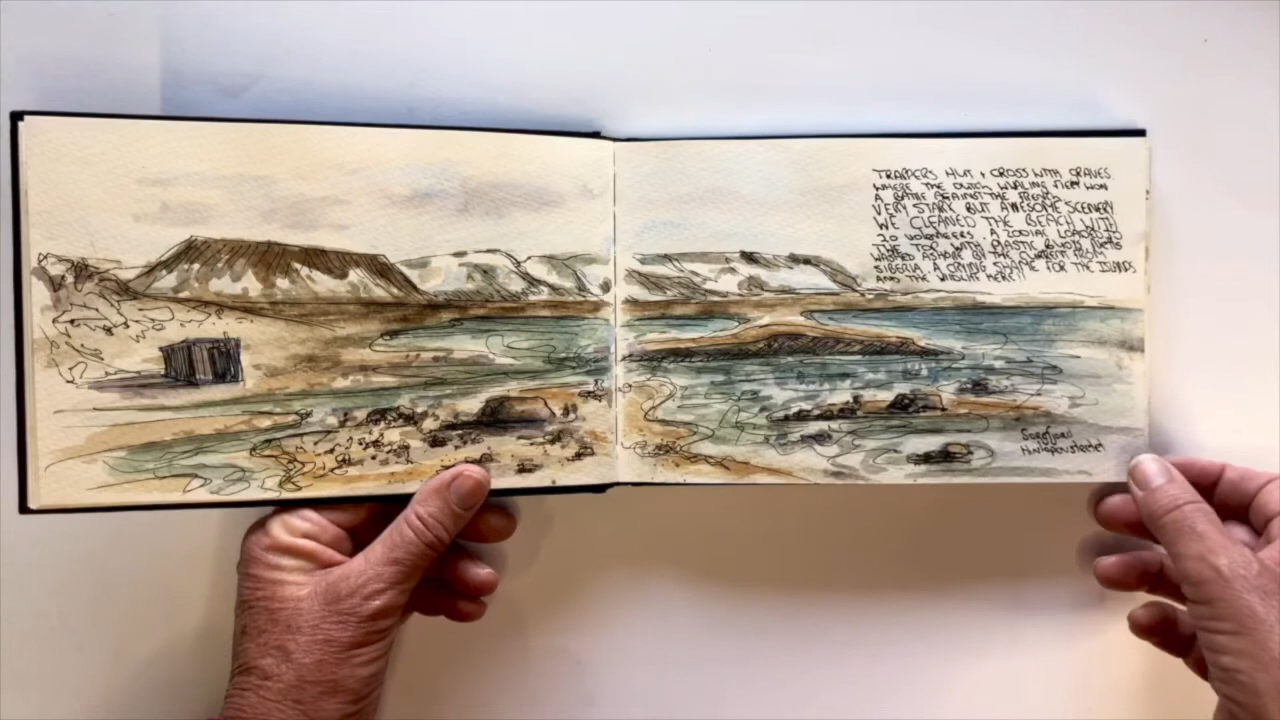 TRAPPERS HUT + CROSS WITH GRAVES.
WHERE THE DUTCH WHALING FLEET WON
A BATTLE AGAINST THE FRENCH.
VERY STARK BUT AWESOME SCENERY.
WE CLEANED THE BEACH WITH
20 VOLUNTEERS. A ZODIAC LOADED TO
THE TOP WITH PLASTIC BUOYS, NETS
WASHED ASHORE BY THE CURRENT FROM
SIBERIA. A CRYING SHAME FOR THE ISLANDS
AND THE WILDLIFE HERE!!
Sorgfjord